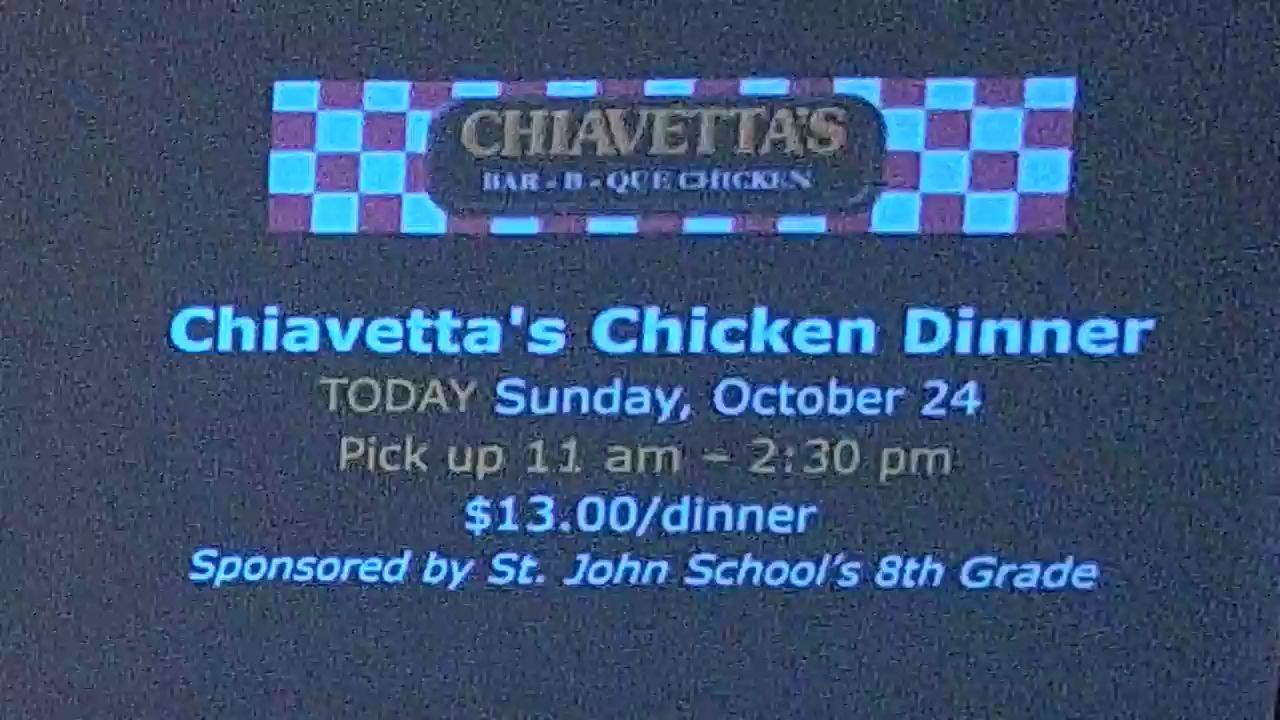 CHIAVETTA'S
BAR-B-QUE CHICKEN
Chiavetta's Chicken Dinner
TODAY Sunday, October 24
Pick up 11 am – 2:30 pm
$13.00/dinner
Sponsored by St. John School's 8th Grade